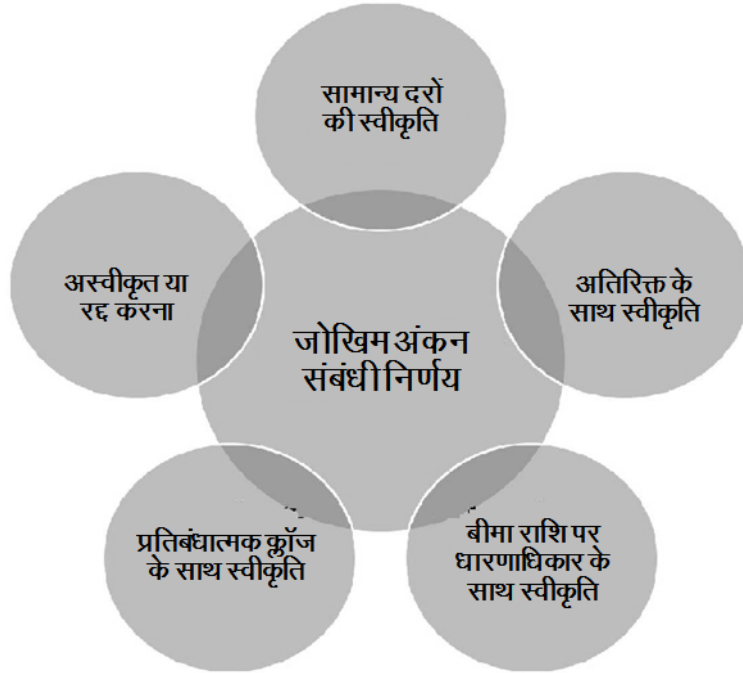 सामान्य दरों
की स्वीकृति
अस्वीकृत या
रद्द करना
अतिरिक्त के
साथ स्वीकृति
जोखिम अंकन
संबंधी निर्णय
प्रतिबंधात्मक क्लॉज
के साथ स्वीकृति
बीमा राशि पर
धारणाधिकार के
साथ स्वीकृति